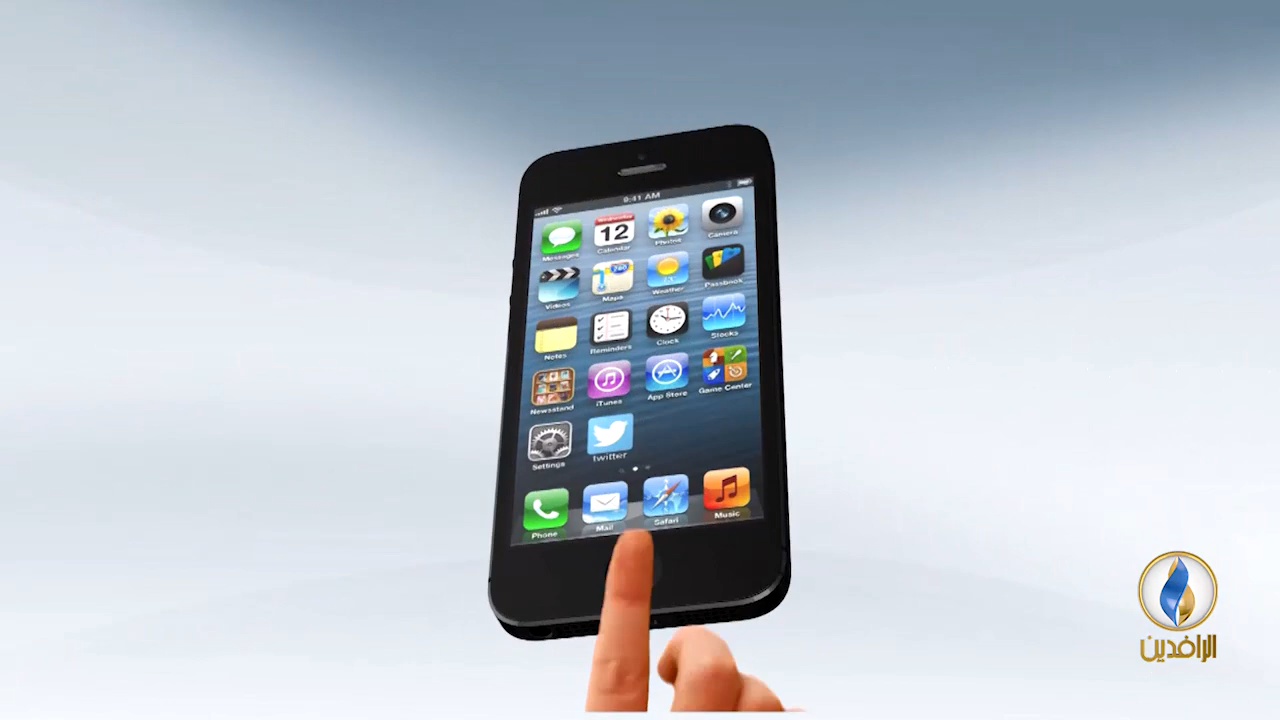 9:41 AM
Wednesday
12
Messages
Calendar
Photos
Camera
280
Videos
Maps
Weather
Passbook
Notes
Reminders
Clock
Stocks
Newsstand
iTunes
App Store
Game Center
Settings
twitter
Phone
Mail
Safari
Music
الرافدين